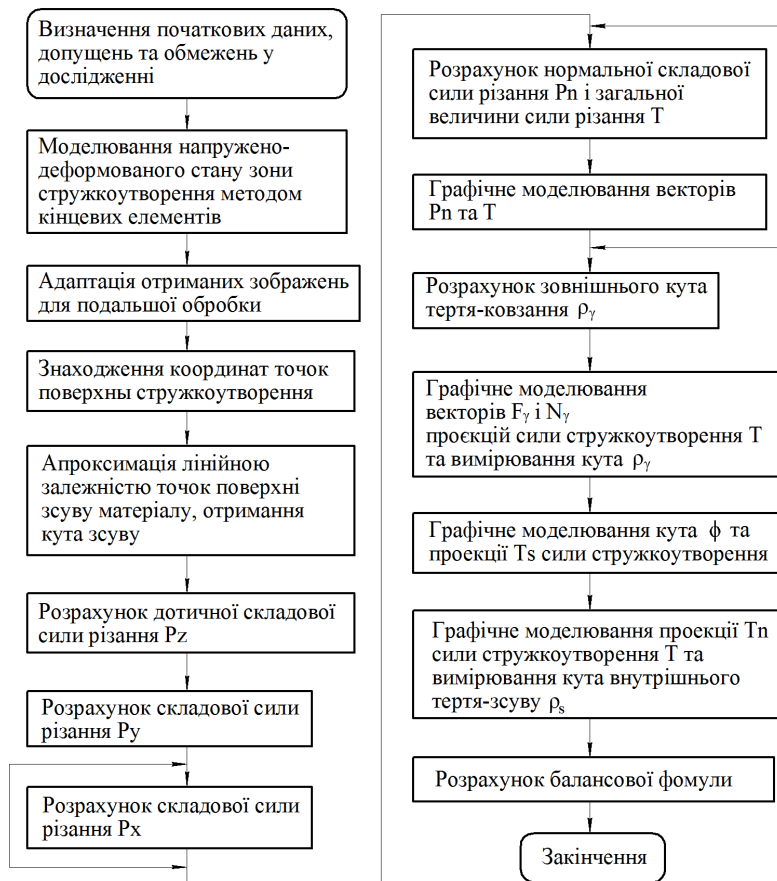 Визначення початкових даних,
допущень та обмежень у
дослідженні
Моделювання напружено-
деформованого стану зони
стружкоутворення методом
кінцевих елементів
Адаптація отриманих зображень
для подальшої обробки
Знаходження координат точок
поверхны стружкоутворення
Апроксимація лінійною
залежністю точок поверхні
зсуву матеріалу, отримання
кута зсуву
Розрахунок дотичної складової
сили різання Pz
Розрахунок складової сили
різання Py
Розрахунок складової сили
різання Px
Розрахунок нормальної складової
сили різання Pn і загальної
величини сили різання T
Графічне моделювання векторів
Pn та T
Розрахунок зовнішнього кута
тертя-ковзання ργ
Графічне моделювання
векторів Fγ і Nγ
проєкцій сили стружкоутворення T
та вимірювання кута ργ
Графічне моделювання кута ϕ та
проекції Ts сили стружкоутворення
Графічне моделювання проекції Tn
сили стружкоутворення T та
вимірювання кута внутрішнього
тертя-зсуву ρs
Розрахунок балансової фомули
Закінчення